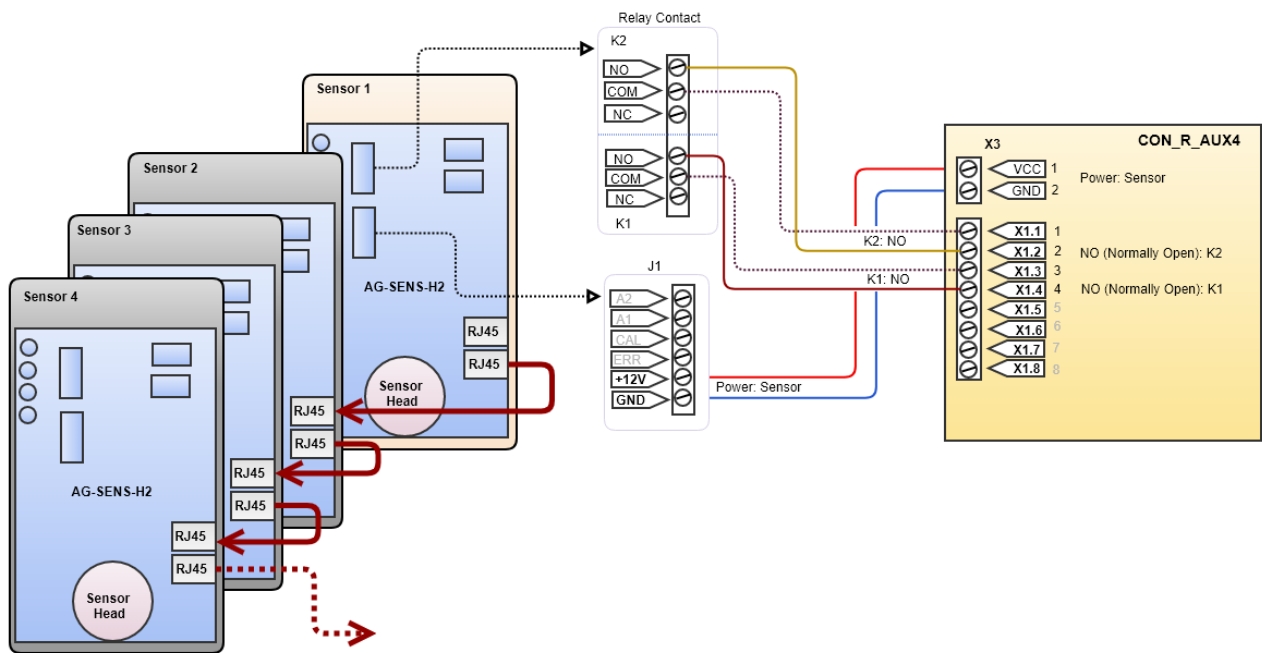 Relay Contact
K2
NO
COM
NC
NO
COM
NC
K1
J1
A2
A1
CAL
ERR
+12V
GND
Sensor 1
AG-SENS-H2
RJ45
RJ45
Sensor
Head
Sensor 2
RJ45
RJ45
Sensor 3
RJ45
RJ45
Sensor 4
AG-SENS-H2
RJ45
RJ45
Sensor
Head
K2: NO
K1: NO
Power: Sensor
CON_R_AUX4
X3
VCC 1
GND 2
Power: Sensor
X1.1 1
X1.2 2 NO (Normally Open): K2
X1.3 3
X1.4 4 NO (Normally Open): K1
X1.5 5
X1.6 6
X1.7 7
X1.8 8